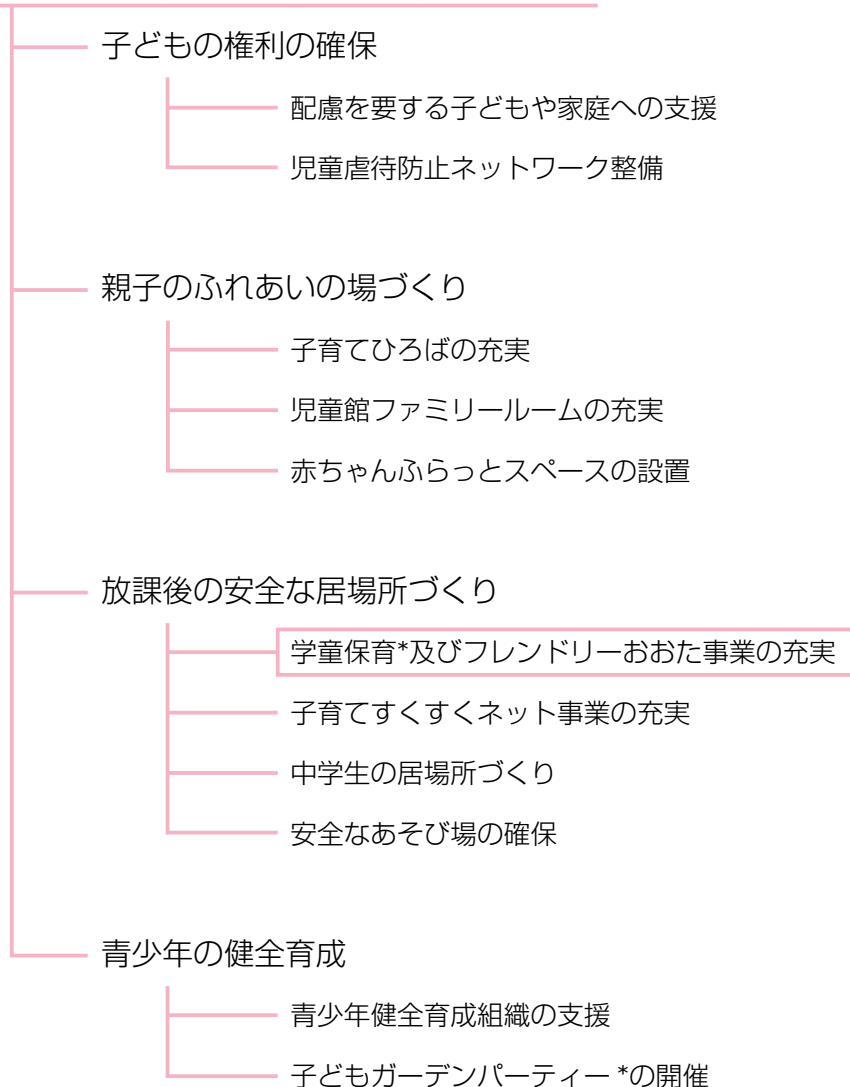 子どもの権利の確保
配慮を要する子どもや家庭への支援
児童虐待防止ネットワーク整備
親子のふれあいの場づくり
子育てひろばの充実
児童館ファミリールームの充実
赤ちゃんふらっとスペースの設置
放課後の安全な居場所づくり
学童保育*及びフレンドリーおおた事業の充実
子育てすくすくネット事業の充実
中学生の居場所づくり
安全なあそび場の確保
青少年の健全育成
青少年健全育成組織の支援
子どもガーデンパーティー *の開催